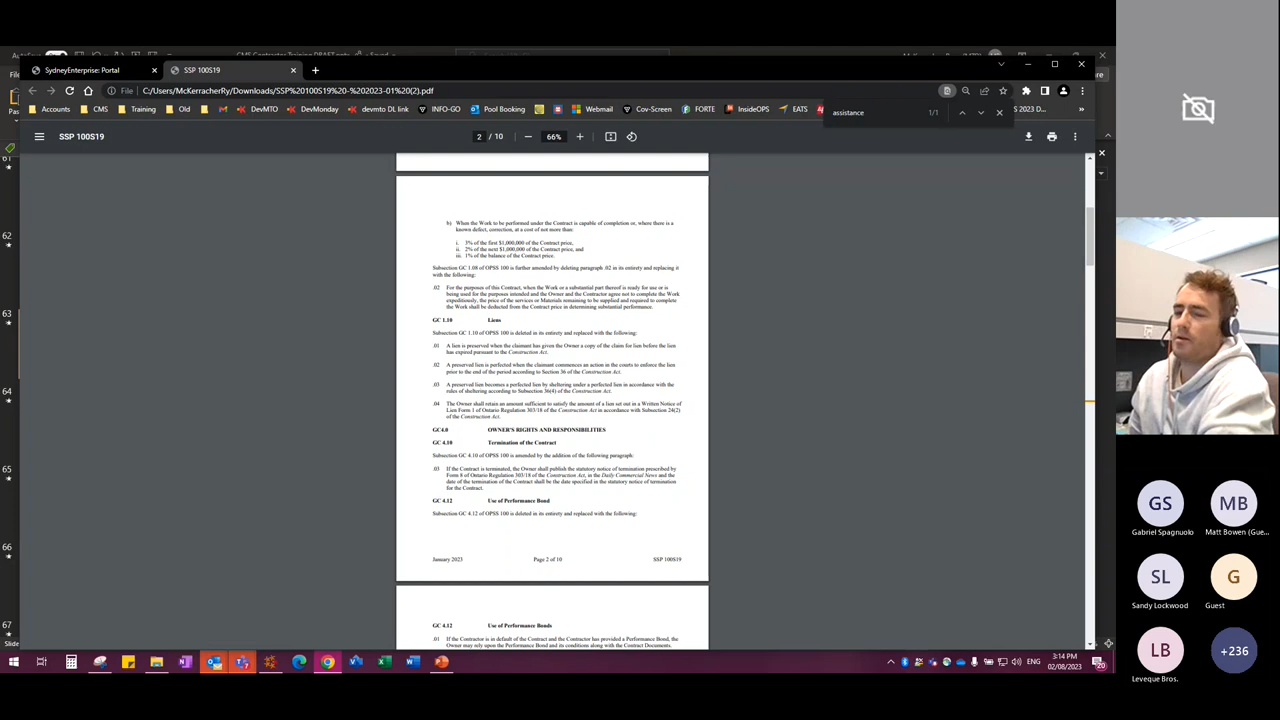 SydneyEnterprise: Portal
SSP 100S19
File
C:/Users/McKerracherRy/Downloads/SSP%20100S19%20-%202023-01%20(2).pdf
Accounts
CMS
Training
Old
DevMTO
DevMonday
devmto DL link
INFO-GO
Pool Booking
Webmail
Cov-Screen
FORTE
InsideOPS
EATS
2023 D...
assistance
1/1
SSP 100S19
2 / 10
66%
b) When the Work to be performed under the Contract is capable of completion or, where there is a
known defect, correction, at a cost of not more than:
i. 3% of the first $1,000,000 of the Contract price,
ii. 2% of the next $1,000,000 of the Contract price, and
iii. 1% of the balance of the Contract price.
Subsection GC 1.08 of OPSS 100 is further amended by deleting paragraph .02 in its entirety and replacing it
with the following:
.02 For the purposes of this Contract, when the Work or a substantial part thereof is ready for use or is
being used for the purposes intended and the Owner and the Contractor agree not to complete the Work
expeditiously, the price of the services or Materials remaining to be supplied and required to complete
the Work shall be deducted from the Contract price in determining substantial performance.
GC 1.10 Liens
Subsection GC 1.10 of OPSS 100 is deleted in its entirety and replaced with the following:
.01 A lien is preserved when the claimant has given the Owner a copy of the claim for lien before the lien
has expired pursuant to the Construction Act.
.02 A preserved lien is perfected when the claimant commences an action in the courts to enforce the lien
prior to the end of the period according to Section 36 of the Construction Act.
.03 A preserved lien becomes a perfected lien by sheltering under a perfected lien in accordance with the
rules of sheltering according to Subsection 36(4) of the Construction Act.
.04 The Owner shall retain an amount sufficient to satisfy the amount of a lien set out in a Written Notice of
Lien Form 1 of Ontario Regulation 303/18 of the Construction Act in accordance with Subsection 24(2)
of the Construction Act.
GC4.0 OWNER'S RIGHTS AND RESPONSIBILITIES
GC 4.10 Termination of the Contract
Subsection GC 4.10 of OPSS 100 is amended by the addition of the following paragraph:
.03 If the Contract is terminated, the Owner shall publish the statutory notice of termination prescribed by
Form 8 of Ontario Regulation 303/18 of the Construction Act, in the Daily Commercial News and the
date of the termination of the Contract shall be the date specified in the statutory notice of termination
for the Contract.
GC 4.12 Use of Performance Bond
Subsection GC 4.12 of OPSS 100 is deleted in its entirety and replaced with the following:
January 2023 Page 2 of 10 SSP 100S19
GC 4.12 Use of Performance Bonds
.01 If the Contractor is in default of the Contract and the Contractor has provided a Performance Bond, the
Owner may rely upon the Performance Bond and its conditions along with the Contract Documents.
62
63
64
65
66
67
ENG
3:14 PM
02/08/2023
20
GS
Gabriel Spagnuolo
MB
Matt Bowen (Gue...
SL
Sandy Lockwood
G
Guest
LB
Leveque Bros.
+236